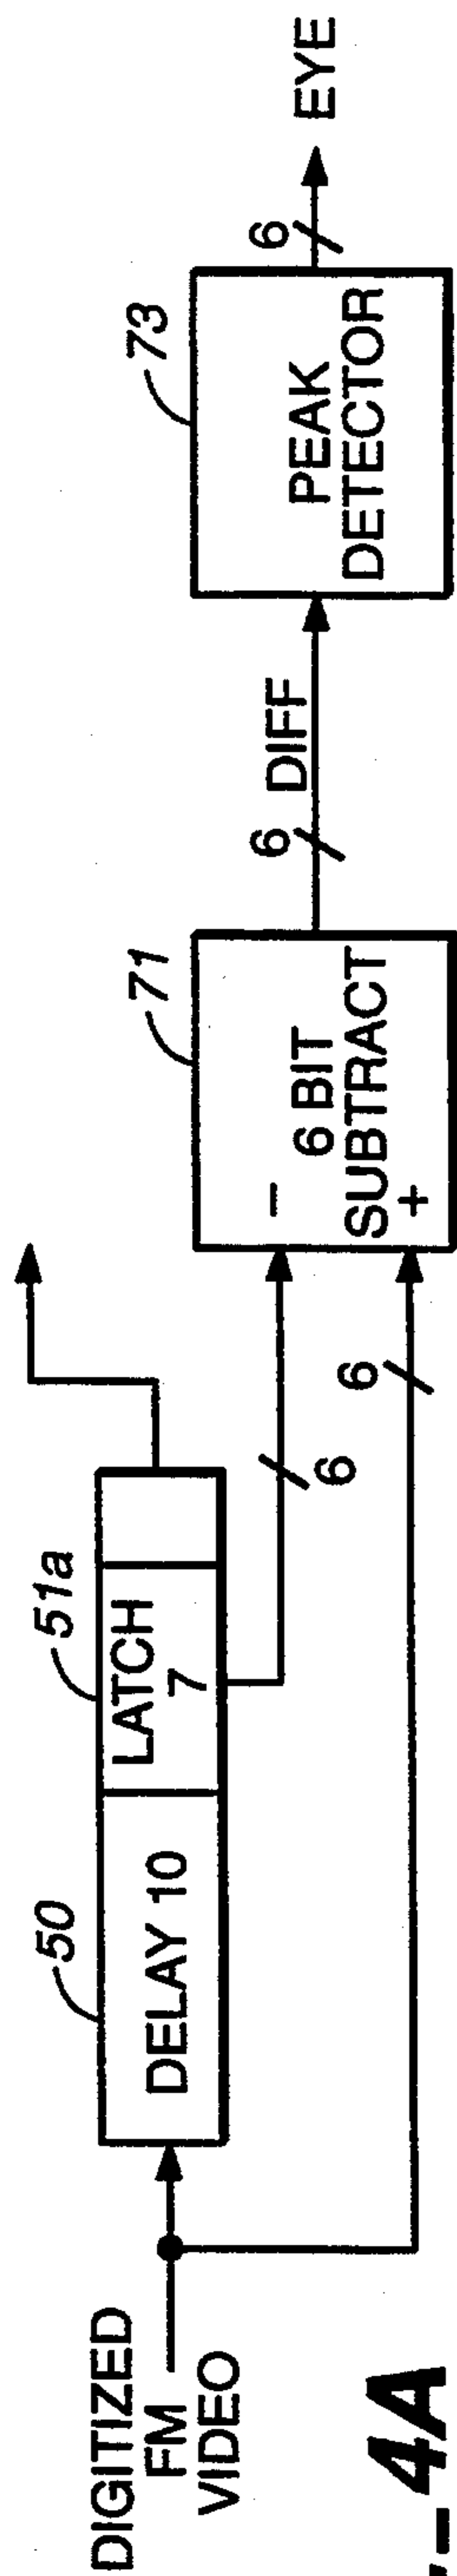 DIGITIZED
FM
VIDEO
50
DELAY 10
51a
LATCH
7
6
6
71
–
6 BIT
SUBTRACT
+
6
DIFF
73
PEAK
DETECTOR
6
EYE
4A